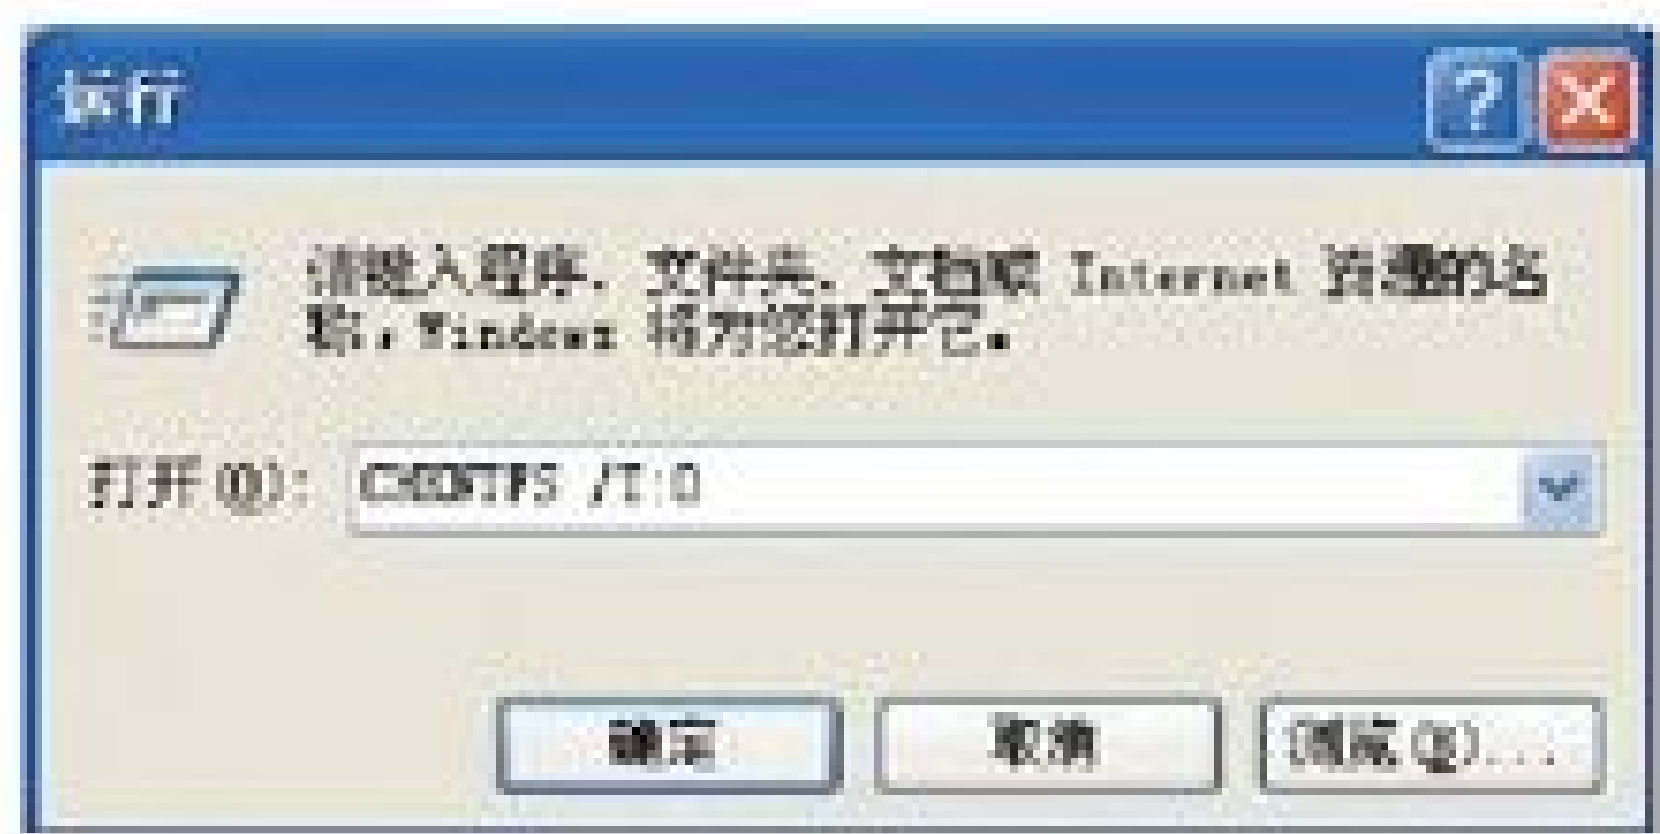 运行
请键入程序、文件夹、文档或 Internet 资源的名
称，Windows 将为您打开它。
打开(O):
CHKNTFS /T:0
确定
取消
浏览(B)...